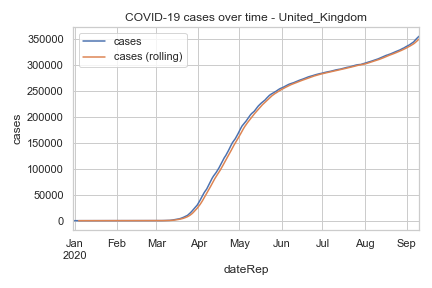 COVID-19 cases over time - United_Kingdom
cases
cases (rolling)
350000
300000
250000
200000
150000
100000
50000
0
cases
Jan Feb Mar Apr May Jun Jul Aug Sep
2020
dateRep